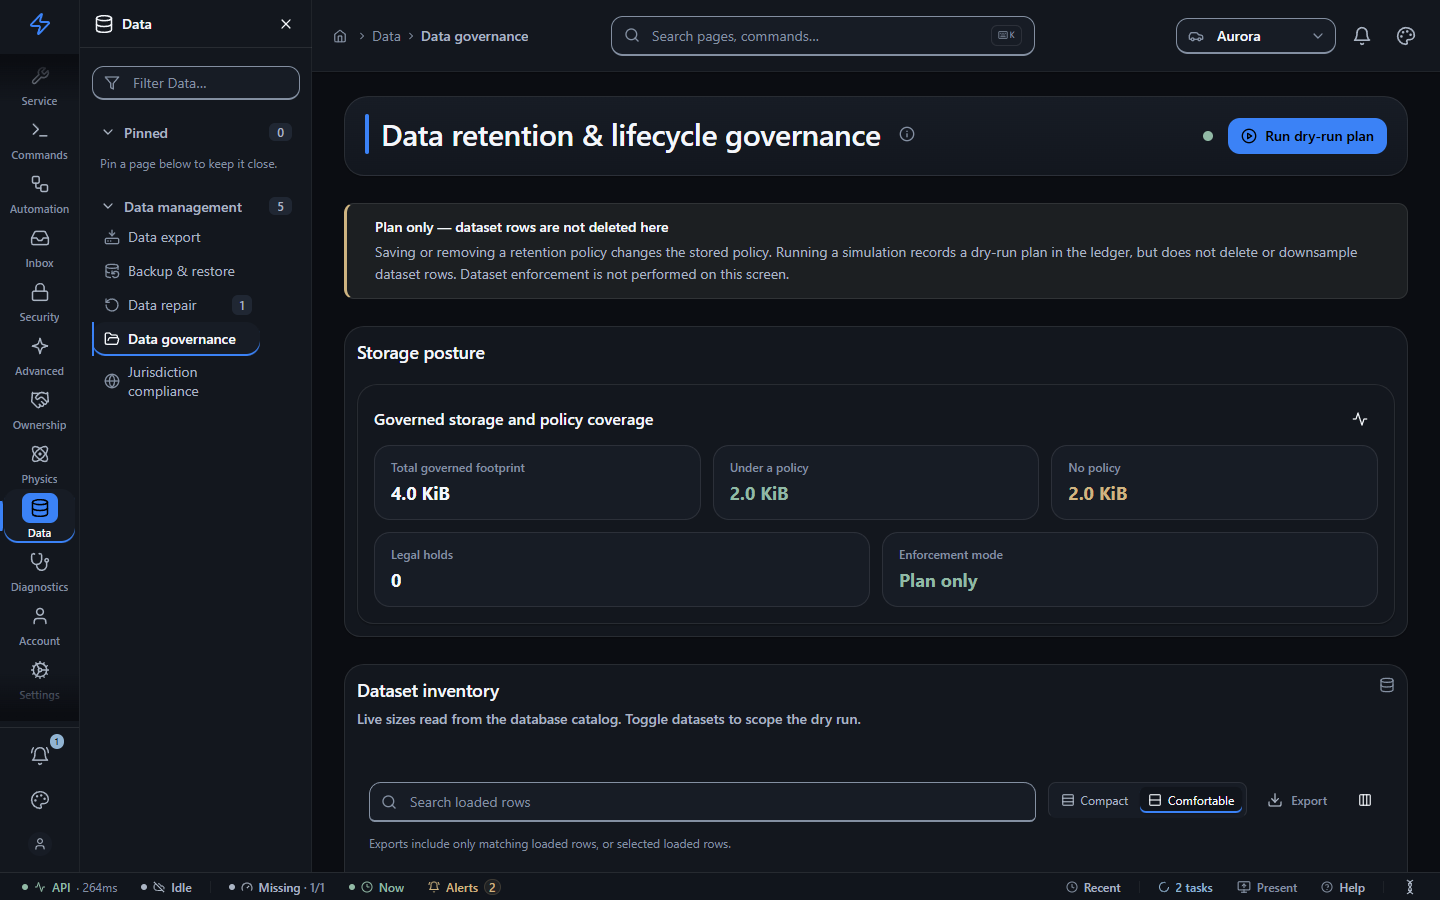 Data
Data
Data governance
Search pages, commands...
K
Aurora
Service
Commands
Automation
Inbox
Security
Advanced
Ownership
Physics
Data
Diagnostics
Account
Settings
1
Filter Data...
Pinned
0
Pin a page below to keep it close.
Data management
5
Data export
Backup & restore
Data repair
1
Data governance
Jurisdiction
compliance
Data retention & lifecycle governance
Run dry-run plan
Plan only — dataset rows are not deleted here
Saving or removing a retention policy changes the stored policy. Running a simulation records a dry-run plan in the ledger, but does not delete or downsample
dataset rows. Dataset enforcement is not performed on this screen.
Storage posture
Governed storage and policy coverage
Total governed footprint
4.0 KiB
Under a policy
2.0 KiB
No policy
2.0 KiB
Legal holds
0
Enforcement mode
Plan only
Dataset inventory
Live sizes read from the database catalog. Toggle datasets to scope the dry run.
Search loaded rows
Compact
Comfortable
Export
Exports include only matching loaded rows, or selected loaded rows.
API · 264ms
Idle
Missing · 1/1
Now
Alerts 2
Recent
2 tasks
Present
Help